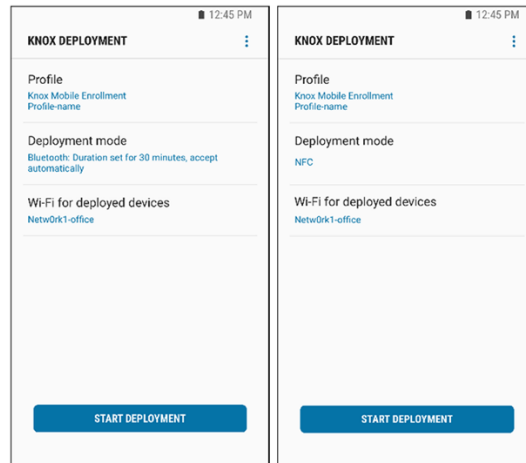 12:45 PM
KNOX DEPLOYMENT
Profile
Knox Mobile Enrollment
Profile-name
Deployment mode
Bluetooth: Duration set for 30 minutes, accept
automatically
Wi-Fi for deployed devices
Netw0rk1-office
START DEPLOYMENT
12:45 PM
KNOX DEPLOYMENT
Profile
Knox Mobile Enrollment
Profile-name
Deployment mode
NFC
Wi-Fi for deployed devices
Netw0rk1-office
START DEPLOYMENT